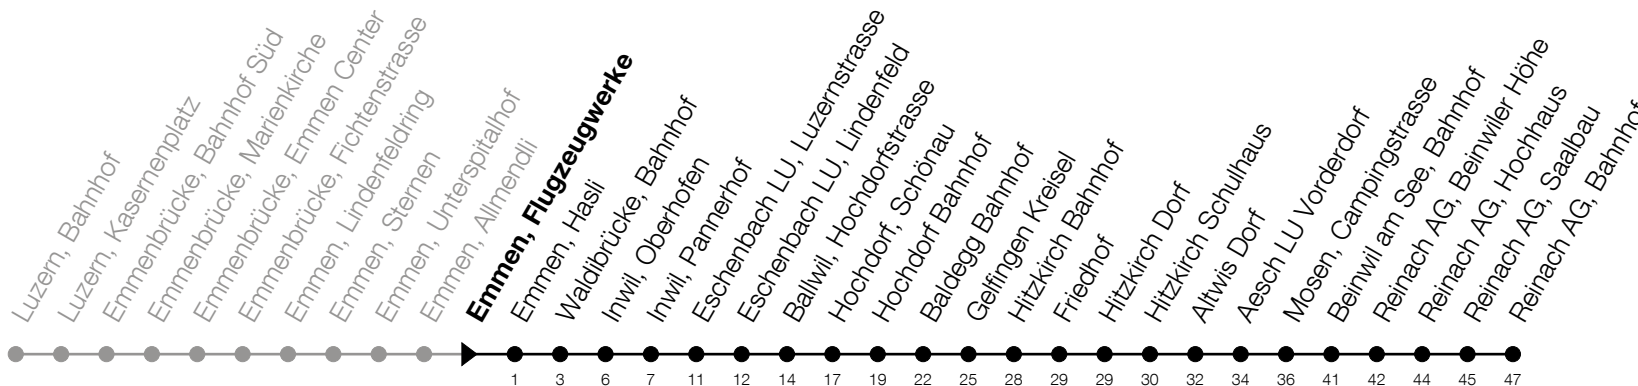 Luzern, Bahnhof
Luzern, Kasernenplatz
Emmenbrücke, Bahnhof Süd
Emmenbrücke, Marienkirche
Emmenbrücke, Emmen Center
Emmenbrücke, Fichtenstrasse
Emmen, Lindenfeldring
Emmen, Sternen
Emmen, Unterspitalhof
Emmen, Allmendli
Emmen, Flugzeugwerke
Emmen, Hasli
Waldibrücke, Bahnhof
Inwil, Oberhofen
Inwil, Pannerhof
Eschenbach LU, Luzernstrasse
Eschenbach LU, Lindenfeld
Ballwil, Hochdorfstrasse
Hochdorf, Schönau
Hochdorf Bahnhof
Baldegg Bahnhof
Gelfingen Kreisel
Hitzkirch Bahnhof
Friedhof
Hitzkirch Dorf
Hitzkirch Schulhaus
Altwis Dorf
Aesch LU Vorderdorf
Mosen, Campingstrasse
Beinwil am See, Bahnhof
Reinach AG, Beinwiler Höhe
Reinach AG, Hochhaus
Reinach AG, Saalbau
Reinach AG, Bahnhof
1 3 6 7 11 12 14 17 19 22 25 28 29 29 30 32 34 36 41 42 44 45 47